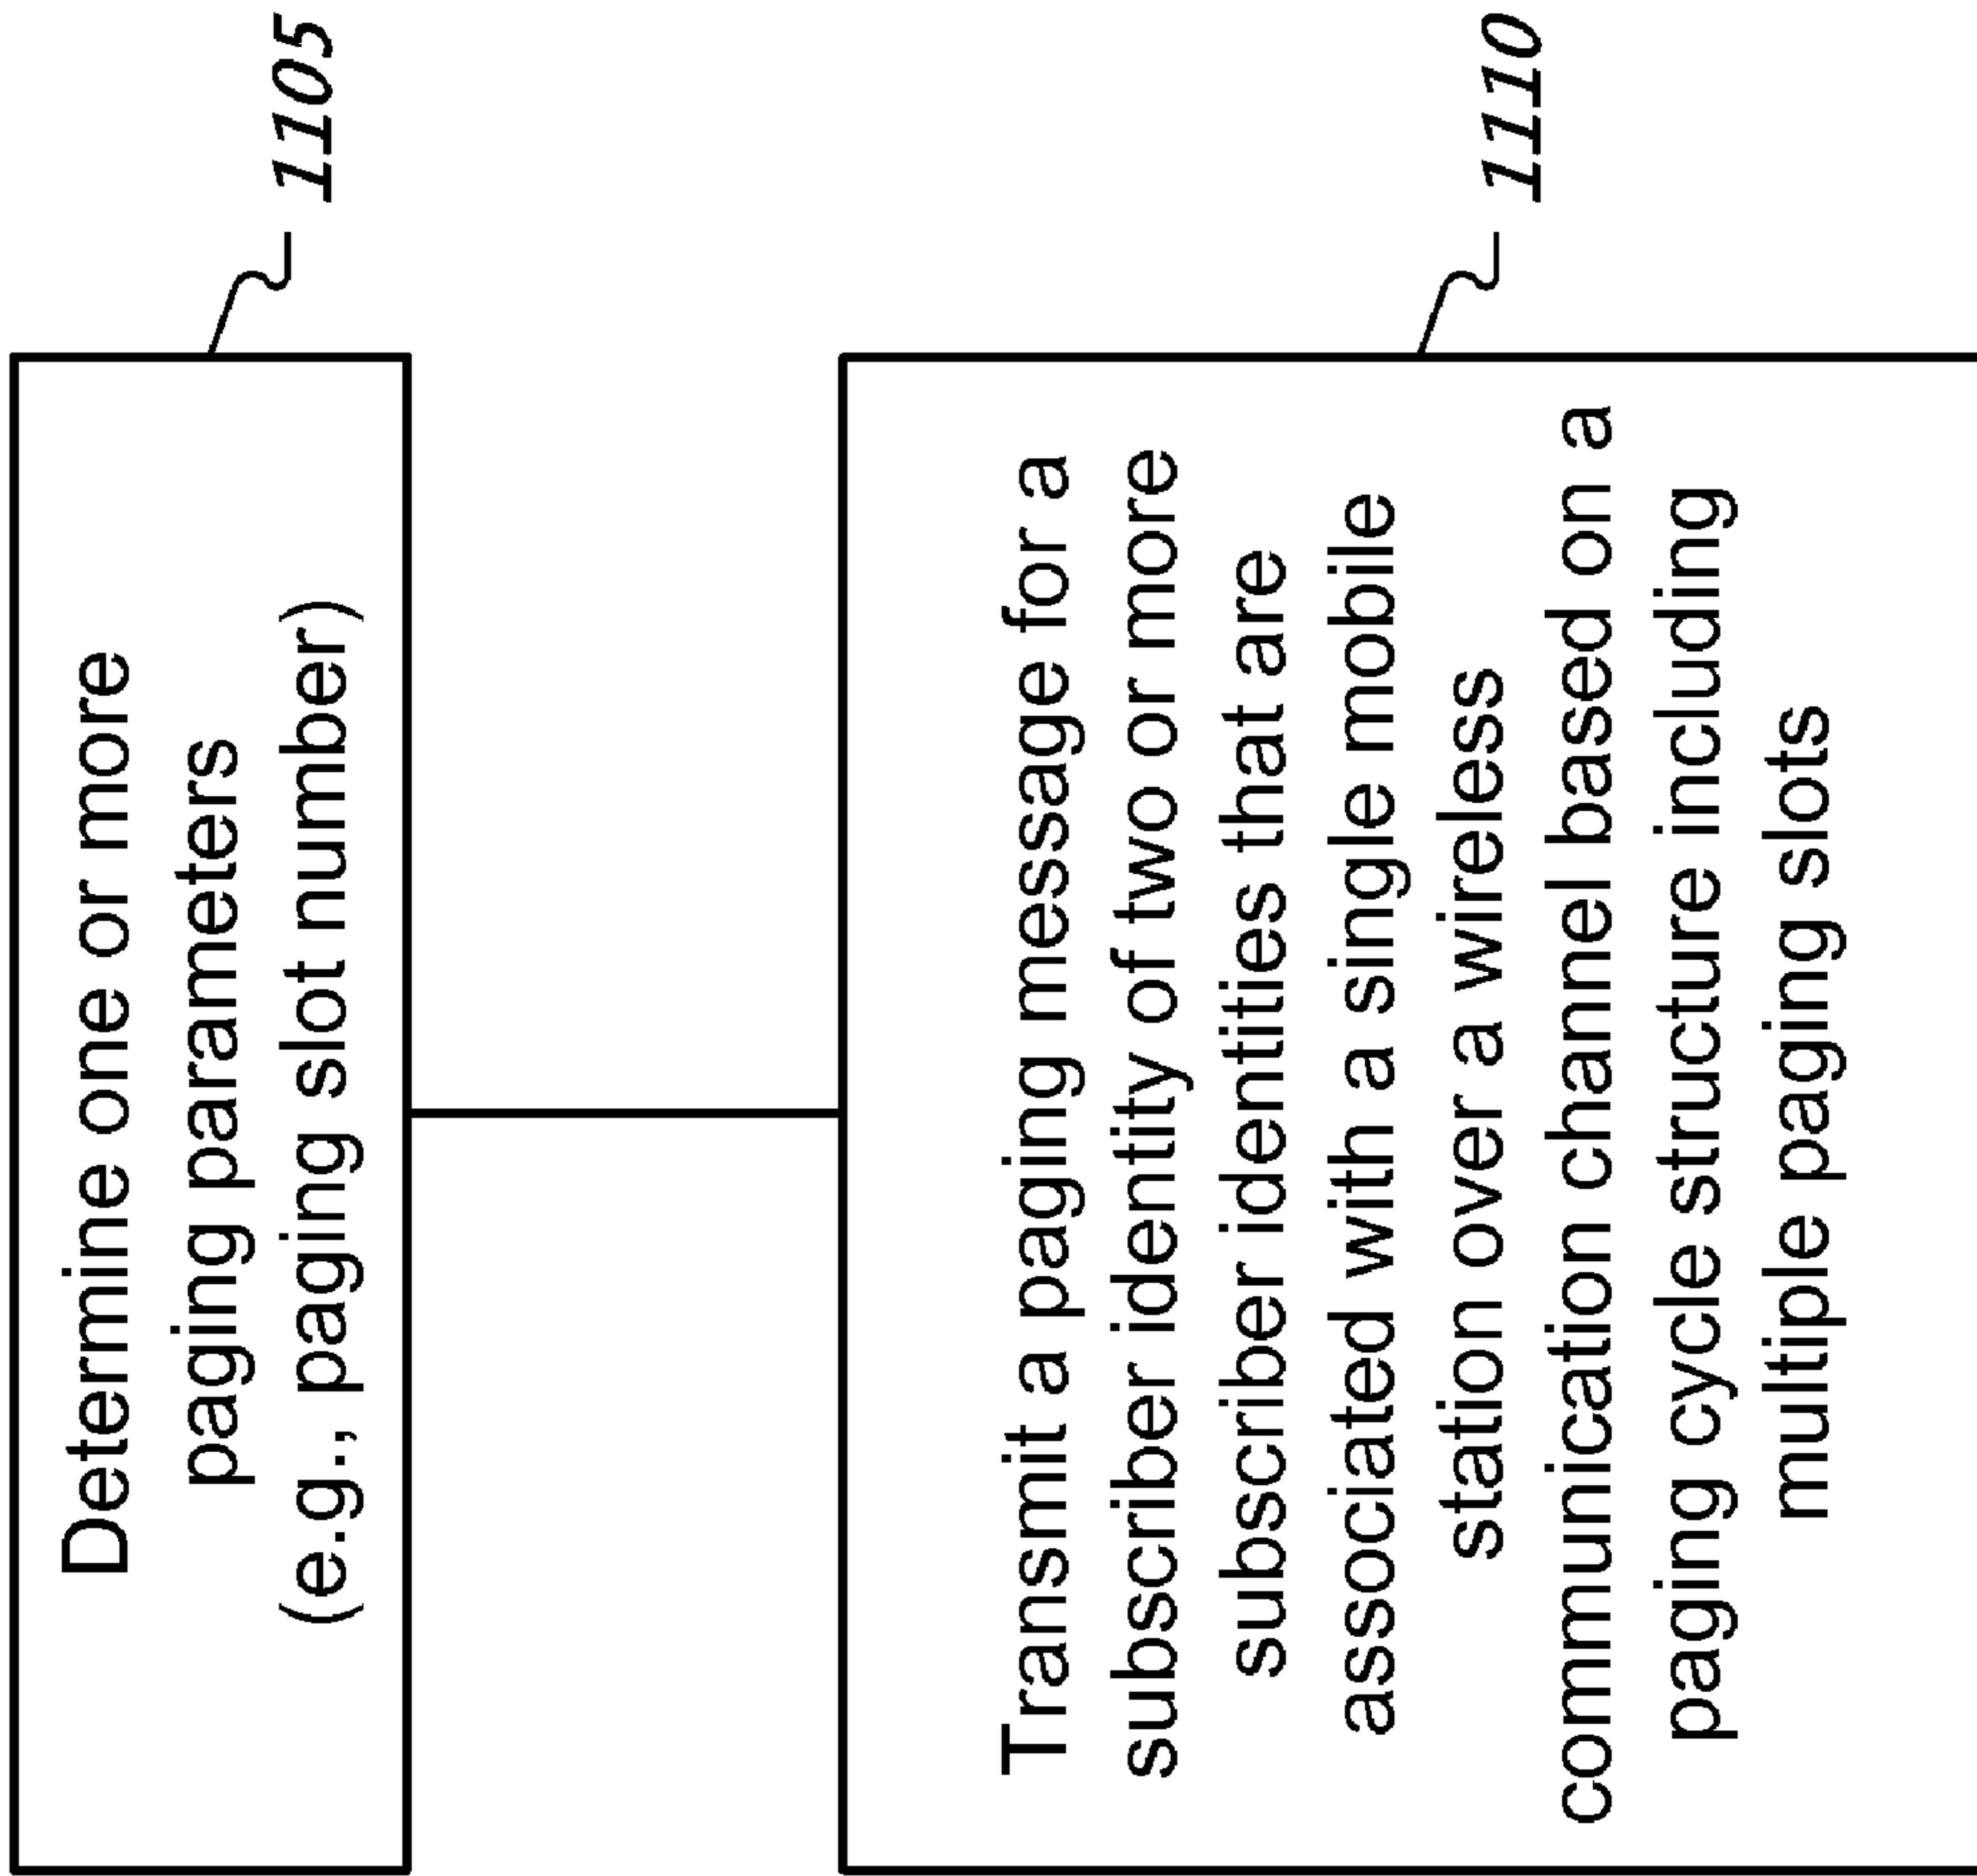 Determine one or more
paging parameters
(e.g., paging slot number)
1105
Transmit a paging message for a
subscriber identity of two or more
subscriber identities that are
associated with a single mobile
station over a wireless
communication channel based on a
paging cycle structure including
multiple paging slots
1110